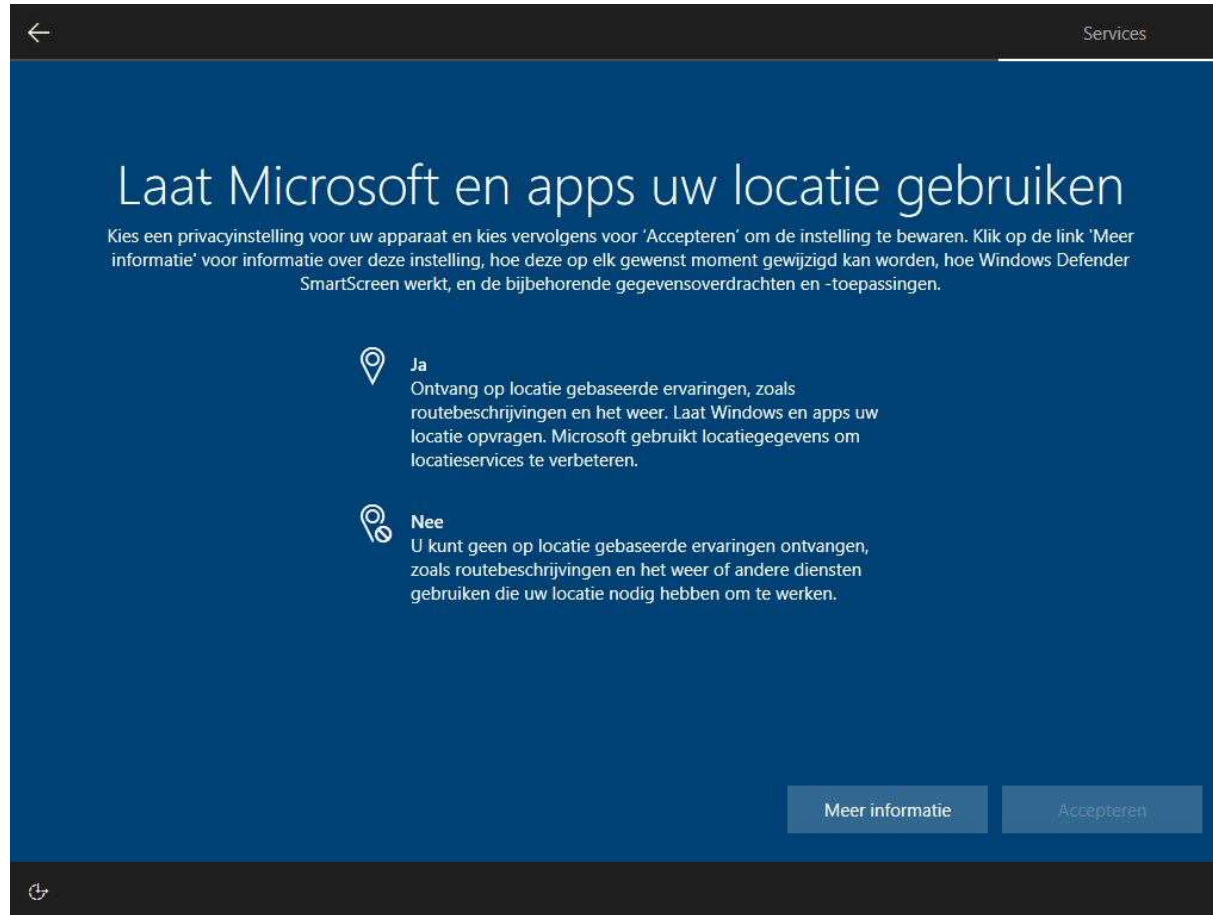 Services
Laat Microsoft en apps uw locatie gebruiken
Kies een privacyinstelling voor uw apparaat en kies vervolgens voor 'Accepteren' om de instelling te bewaren. Klik op de link 'Meer
informatie' voor informatie over deze instelling, hoe deze op elk gewenst moment gewijzigd kan worden, hoe Windows Defender
SmartScreen werkt, en de bijbehorende gegevensoverdrachten en -toepassingen.
Ja
Ontvang op locatie gebaseerde ervaringen, zoals
routebeschrijvingen en het weer. Laat Windows en apps uw
locatie opvragen. Microsoft gebruikt locatiegegevens om
locatieservices te verbeteren.
Nee
U kunt geen op locatie gebaseerde ervaringen ontvangen,
zoals routebeschrijvingen en het weer of andere diensten
gebruiken die uw locatie nodig hebben om te werken.
Meer informatie
Accepteren